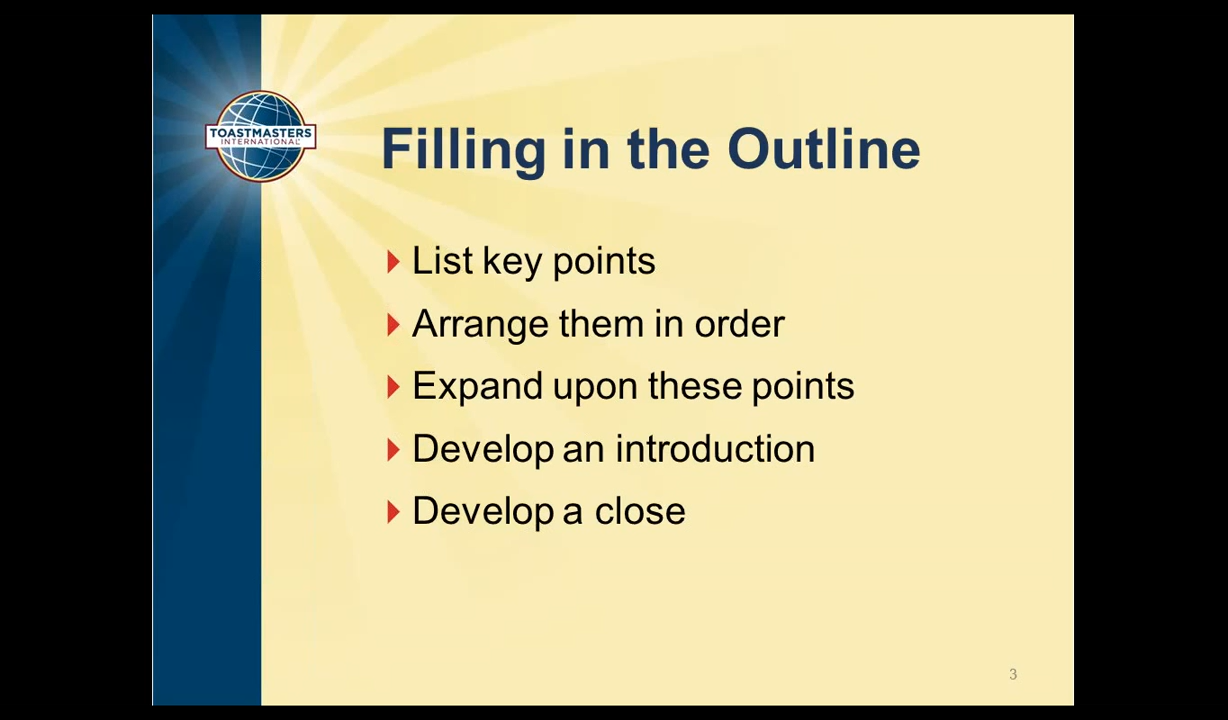 TOASTMASTERS
INTERNATIONAL
Filling in the Outline
List key points
Arrange them in order
Expand upon these points
Develop an introduction
Develop a close
3